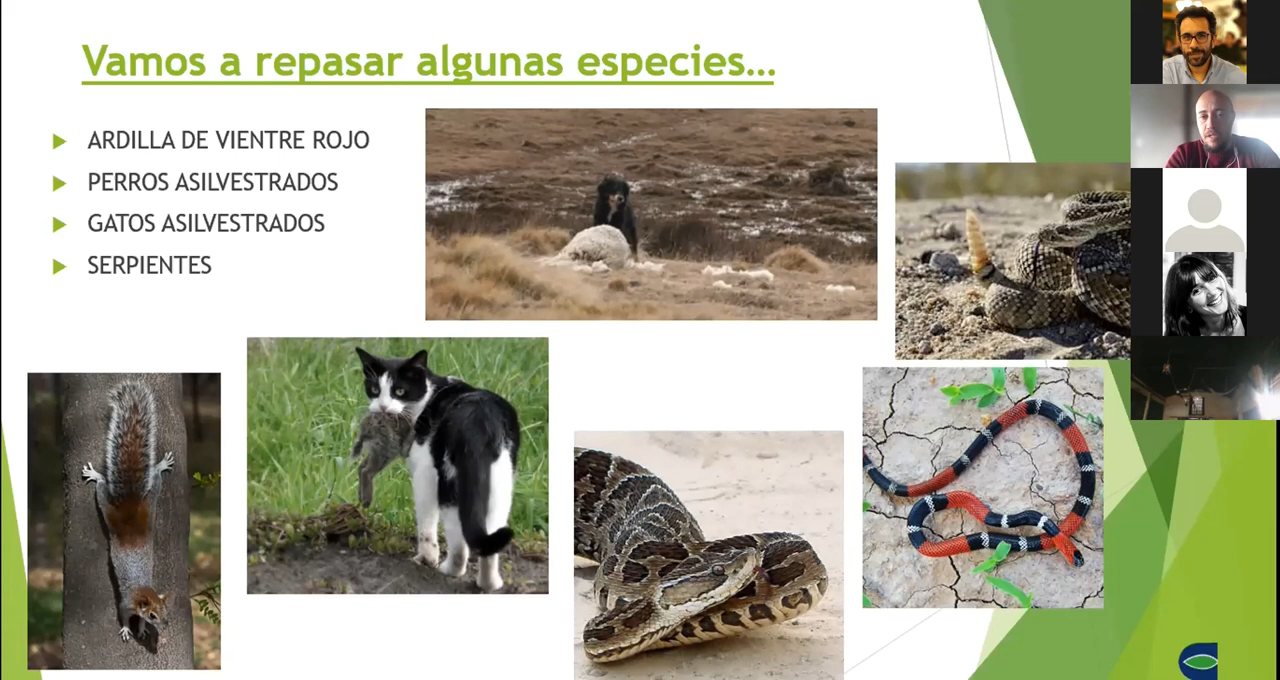 Vamos a repasar algunas especies...
ARDILLA DE VIENTRE ROJO
PERROS ASILVESTRADOS
GATOS ASILVESTRADOS
SERPIENTES